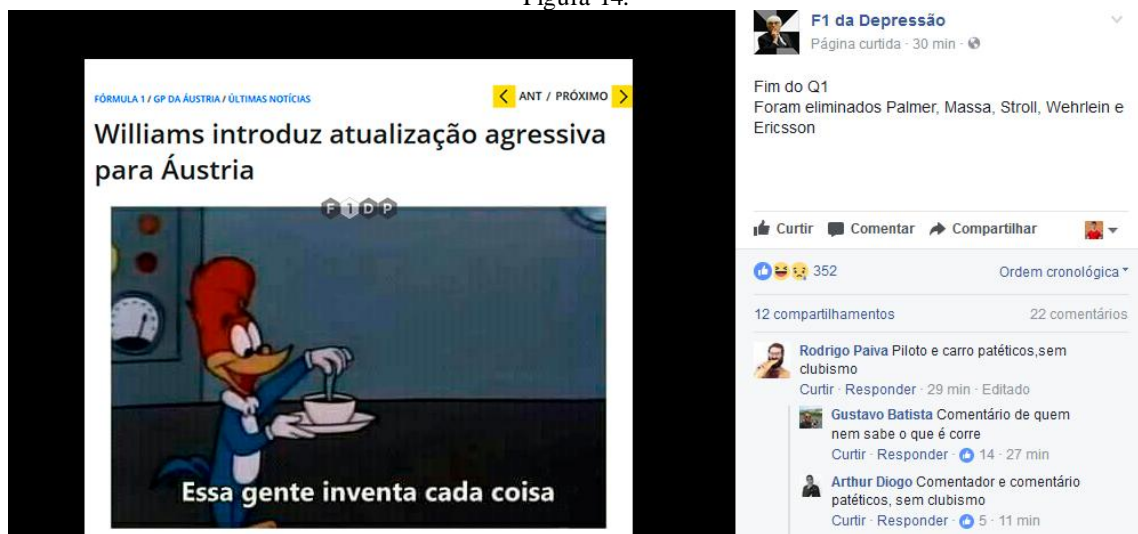 Figura 14.
FÓRMULA 1 / GP DA ÁUSTRIA / ÚLTIMAS NOTÍCIAS
ANT / PRÓXIMO
Williams introduz atualização agressiva
para Áustria
F1DP
Essa gente inventa cada coisa
F1 da Depressão
Página curtida · 30 min ·
Fim do Q1
Foram eliminados Palmer, Massa, Stroll, Wehrlein e
Ericsson
Curtir Comentar Compartilhar
352
Ordem cronológica
12 compartilhamentos
22 comentários
Rodrigo Paiva Piloto e carro patéticos,sem
clubismo
Curtir · Responder · 29 min · Editado
Gustavo Batista Comentário de quem
nem sabe o que é corre
Curtir · Responder · 14 · 27 min
Arthur Diogo Comentador e comentário
patéticos, sem clubismo
Curtir · Responder · 5 · 11 min